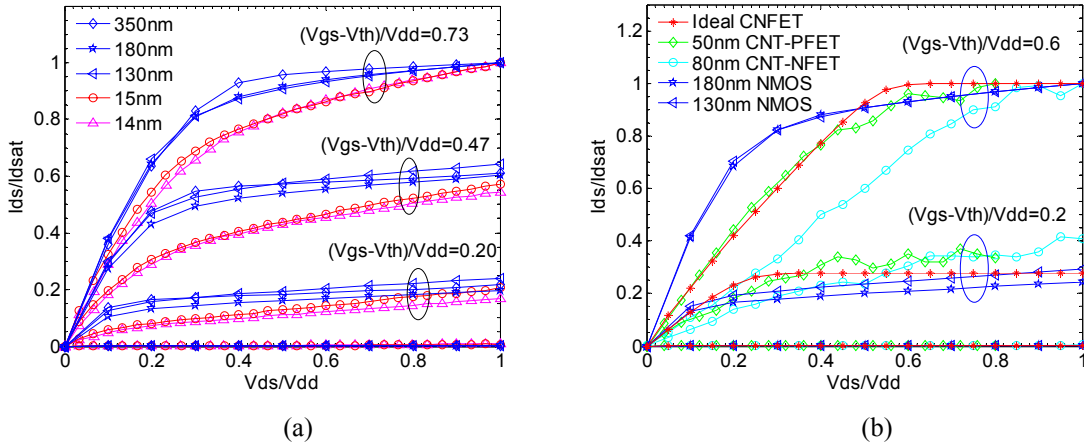 350nm
180nm
130nm
15nm
14nm
(Vgs-Vth)/Vdd=0.73
(Vgs-Vth)/Vdd=0.47
(Vgs-Vth)/Vdd=0.20
1
0.8
0.6
0.4
0.2
0
0 0.2 0.4 0.6 0.8 1
Ids/Idsat
Vds/Vdd
(a)
Ideal CNFET
50nm CNT-PFET
80nm CNT-NFET
180nm NMOS
130nm NMOS
(Vgs-Vth)/Vdd=0.6
(Vgs-Vth)/Vdd=0.2
1.2
1
0.8
0.6
0.4
0.2
0
0 0.2 0.4 0.6 0.8 1
Ids/Idsat
Vds/Vdd
(b)